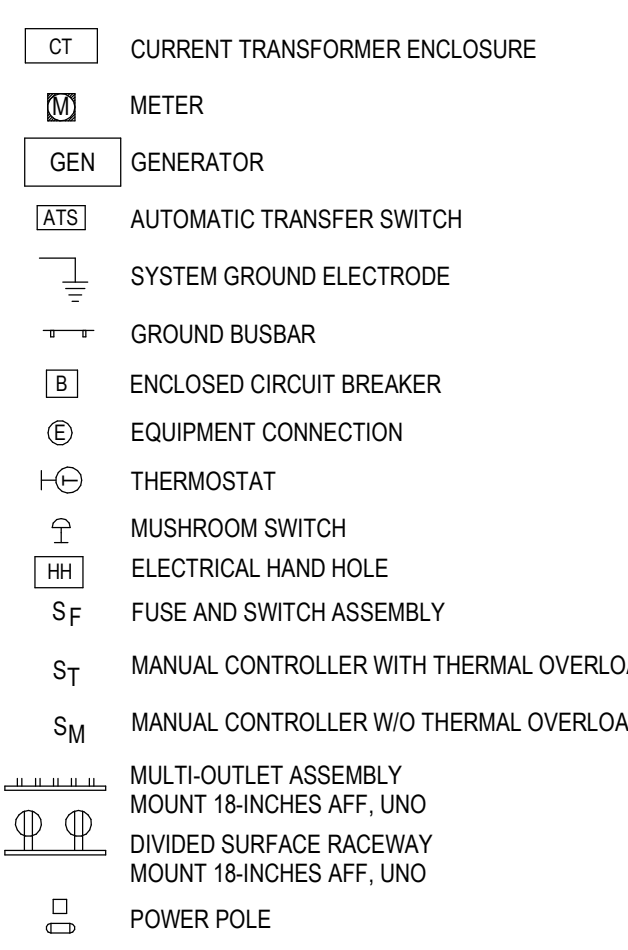 CT CURRENT TRANSFORMER ENCLOSURE
M METER
GEN GENERATOR
ATS AUTOMATIC TRANSFER SWITCH
SYSTEM GROUND ELECTRODE
GROUND BUSBAR
B ENCLOSED CIRCUIT BREAKER
E EQUIPMENT CONNECTION
T THERMOSTAT
MUSHROOM SWITCH
HH ELECTRICAL HAND HOLE
SF FUSE AND SWITCH ASSEMBLY
ST MANUAL CONTROLLER WITH THERMAL OVERLOA
SM MANUAL CONTROLLER W/O THERMAL OVERLOA
MULTI-OUTLET ASSEMBLY
MOUNT 18-INCHES AFF, UNO
DIVIDED SURFACE RACEWAY
MOUNT 18-INCHES AFF, UNO
POWER POLE